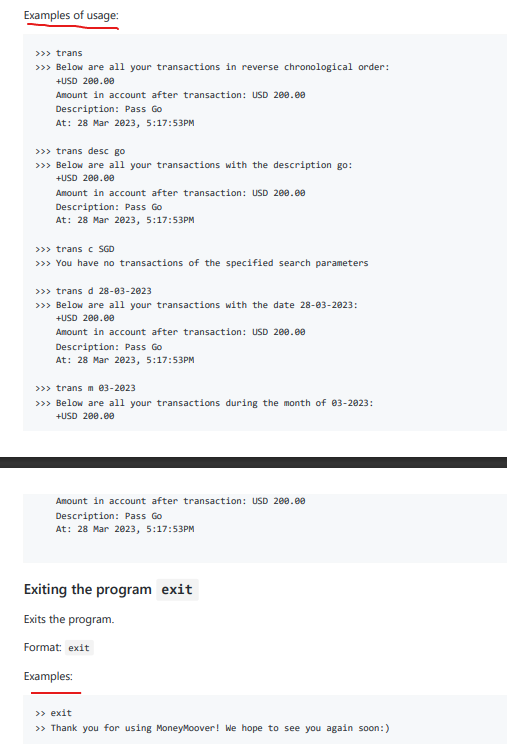 Examples of usage:
>>> trans
>>> Below are all your transactions in reverse chronological order:
+USD 200.00
Amount in account after transaction: USD 200.00
Description: Pass Go
At: 28 Mar 2023, 5:17:53PM
>>> trans desc go
>>> Below are all your transactions with the description go:
+USD 200.00
Amount in account after transaction: USD 200.00
Description: Pass Go
At: 28 Mar 2023, 5:17:53PM
>>> trans c SGD
>>> You have no transactions of the specified search parameters
>>> trans d 28-03-2023
>>> Below are all your transactions with the date 28-03-2023:
+USD 200.00
Amount in account after transaction: USD 200.00
Description: Pass Go
At: 28 Mar 2023, 5:17:53PM
>>> trans m 03-2023
>>> Below are all your transactions during the month of 03-2023:
+USD 200.00
Amount in account after transaction: USD 200.00
Description: Pass Go
At: 28 Mar 2023, 5:17:53PM
Exiting the program exit
Exits the program.
Format: exit
Examples:
>> exit
>> Thank you for using MoneyMoover! We hope to see you again soon:)